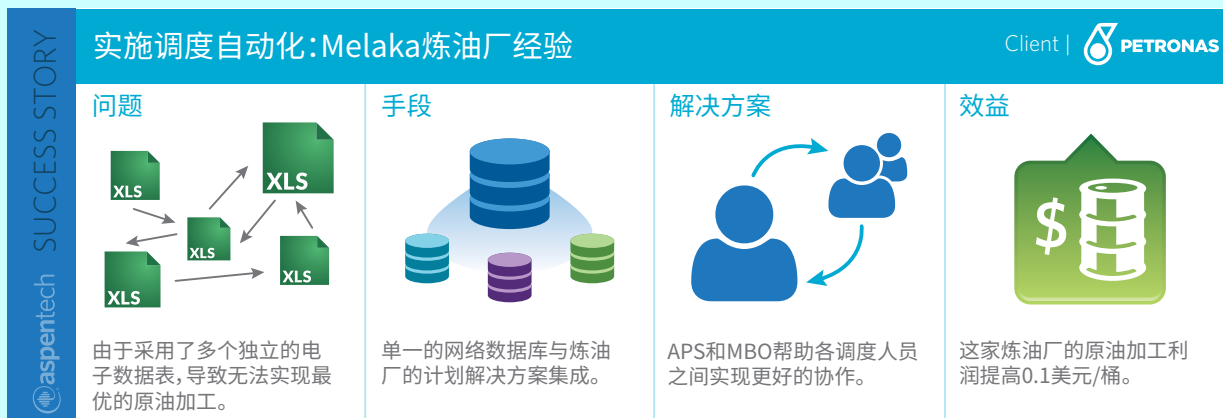 aspentech SUCCESS STORY
实施调度自动化:Melaka炼油厂经验
Client | PETRONAS
问题
XLS
XLS
XLS
XLS
XLS
由于采用了多个独立的电
子数据表,导致无法实现最
优的原油加工。
手段
单一的网络数据库与炼油
厂的计划解决方案集成。
解决方案
APS和MBO帮助各调度人员
之间实现更好的协作。
效益
$
这家炼油厂的原油加工利
润提高0.1美元/桶。